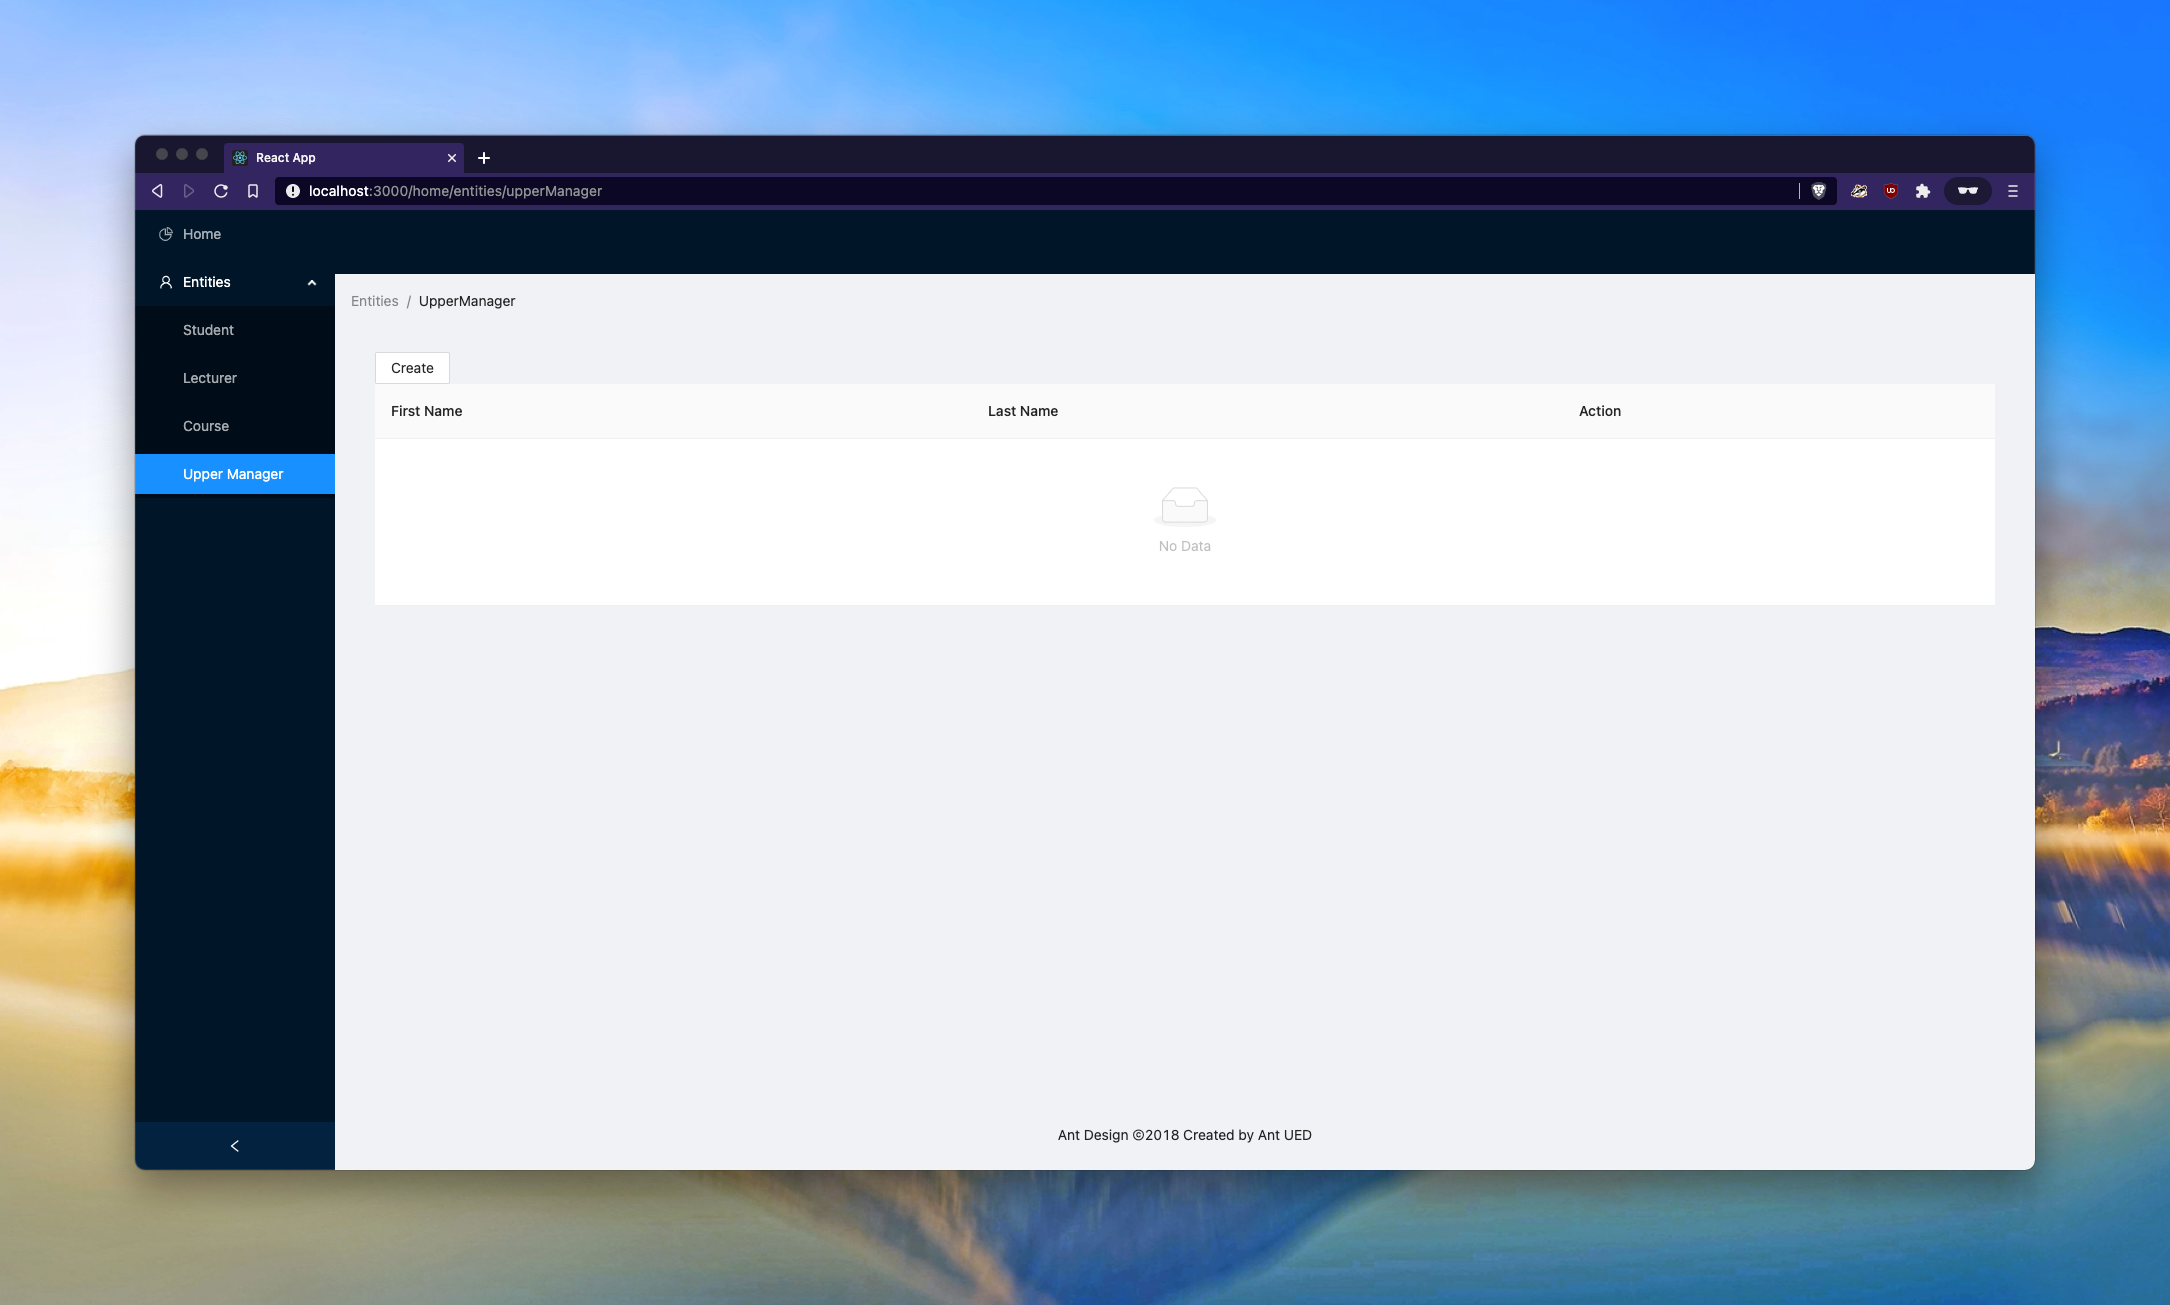 React App
localhost:3000/home/entities/upperManager
Home
Entities
Student
Lecturer
Course
Upper Manager
Entities / UpperManager
Create
First Name Last Name Action
No Data
Ant Design ©2018 Created by Ant UED